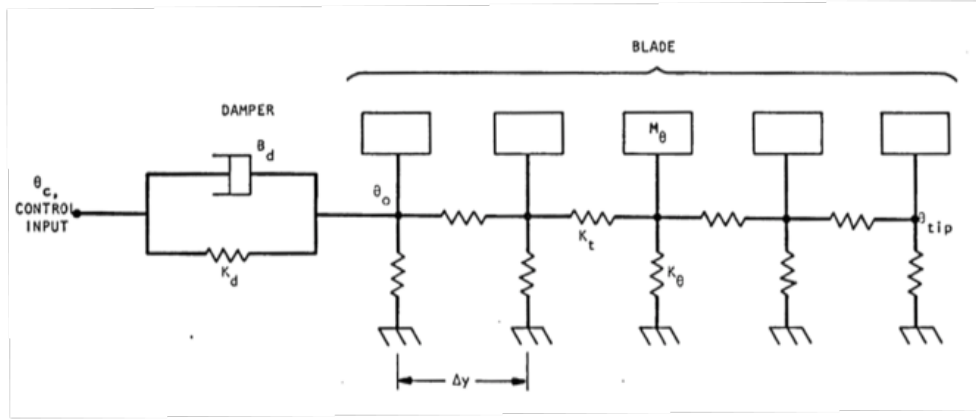 BLADE
DAMPER
B_d
M_θ
θ_c,
CONTROL
INPUT
θ_o
K_t
θ_tip
K_d
K_θ
Δy